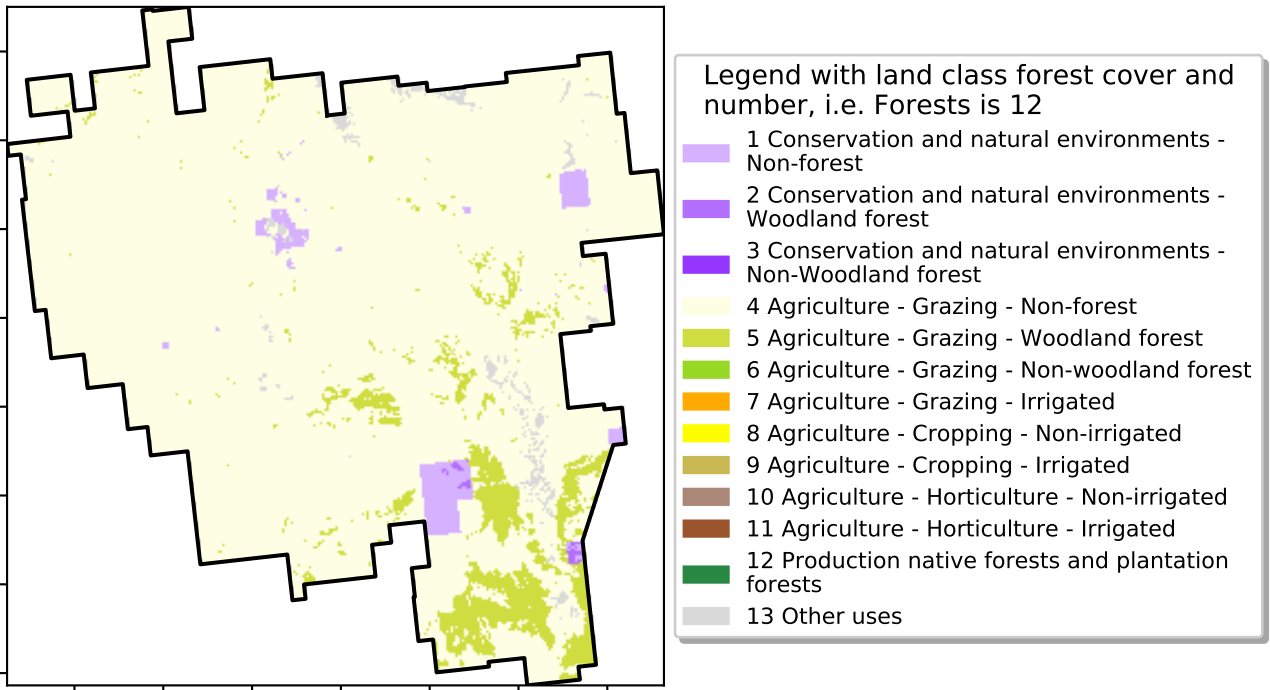 Legend with land class forest cover and
number, i.e. Forests is 12
1 Conservation and natural environments -
Non-forest
2 Conservation and natural environments -
Woodland forest
3 Conservation and natural environments -
Non-Woodland forest
4 Agriculture - Grazing - Non-forest
5 Agriculture - Grazing - Woodland forest
6 Agriculture - Grazing - Non-woodland forest
7 Agriculture - Grazing - Irrigated
8 Agriculture - Cropping - Non-irrigated
9 Agriculture - Cropping - Irrigated
10 Agriculture - Horticulture - Non-irrigated
11 Agriculture - Horticulture - Irrigated
12 Production native forests and plantation
forests
13 Other uses